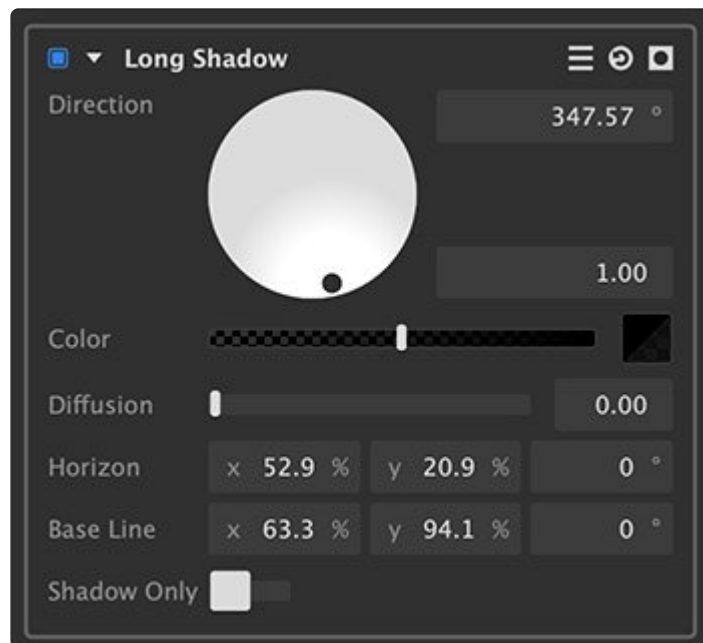 Long Shadow
Direction 347.57 °
1.00
Color
Diffusion 0.00
Horizon x 52.9 % y 20.9 % 0 °
Base Line x 63.3 % y 94.1 % 0 °
Shadow Only